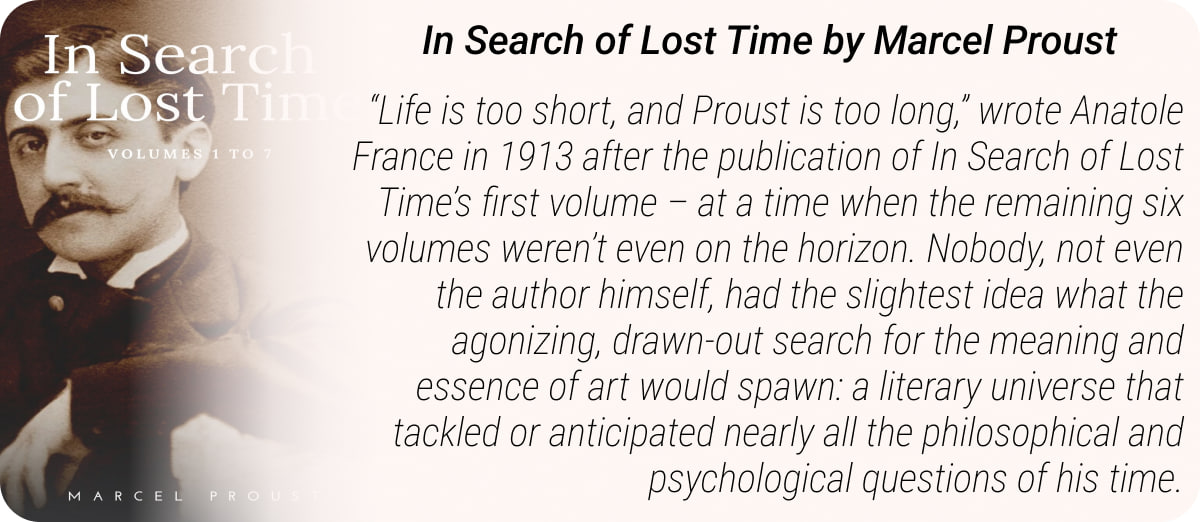 In Search
of Lost Time
VOLUMES 1 TO 7
MARCEL PROUST
In Search of Lost Time by Marcel Proust
“Life is too short, and Proust is too long,” wrote Anatole
France in 1913 after the publication of In Search of Lost
Time’s first volume – at a time when the remaining six
volumes weren’t even on the horizon. Nobody, not even
the author himself, had the slightest idea what the
agonizing, drawn-out search for the meaning and
essence of art would spawn: a literary universe that
tackled or anticipated nearly all the philosophical and
psychological questions of his time.